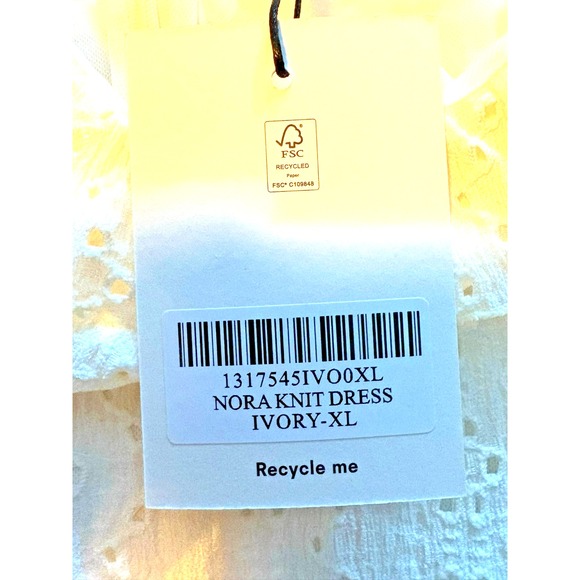 FSC
RECYCLED
Paper
FSC® C109848
1317545IVO0XL
NORA KNIT DRESS
IVORY-XL
Recycle me